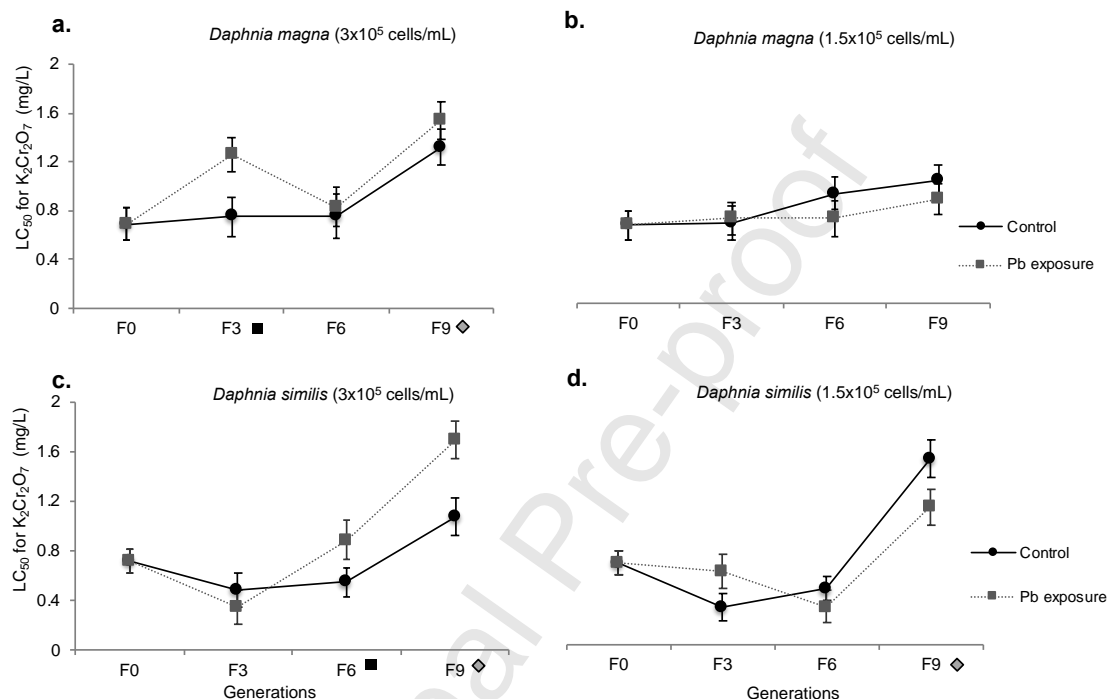 a.
Daphnia magna (3x10⁵ cells/mL)
LC₅₀ for K₂Cr₂O₇ (mg/L)
2
1.6
1.2
0.8
0.4
0
F0 F3 F6 F9
b.
Daphnia magna (1.5x10⁵ cells/mL)
F0 F3 F6 F9
Control
Pb exposure
c.
Daphnia similis (3x10⁵ cells/mL)
LC₅₀ for K₂Cr₂O₇ (mg/L)
2
1.6
1.2
0.8
0.4
0
F0 F3 F6 F9
Generations
d.
Daphnia similis (1.5x10⁵ cells/mL)
F0 F3 F6 F9
Generations
Control
Pb exposure
nal Pre-proof